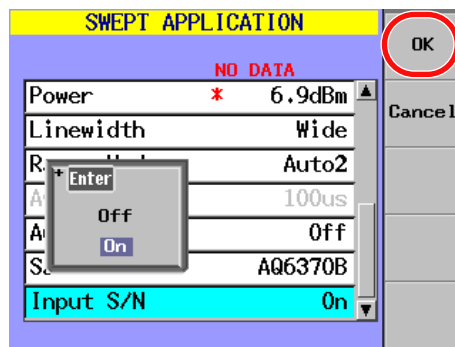 SWEPT APPLICATION
OK
NO DATA
Power * 6.9dBm
Cancel
Linewidth Wide
Auto2
Enter
100us
Off
Off
On
AQ6370B
Input S/N On